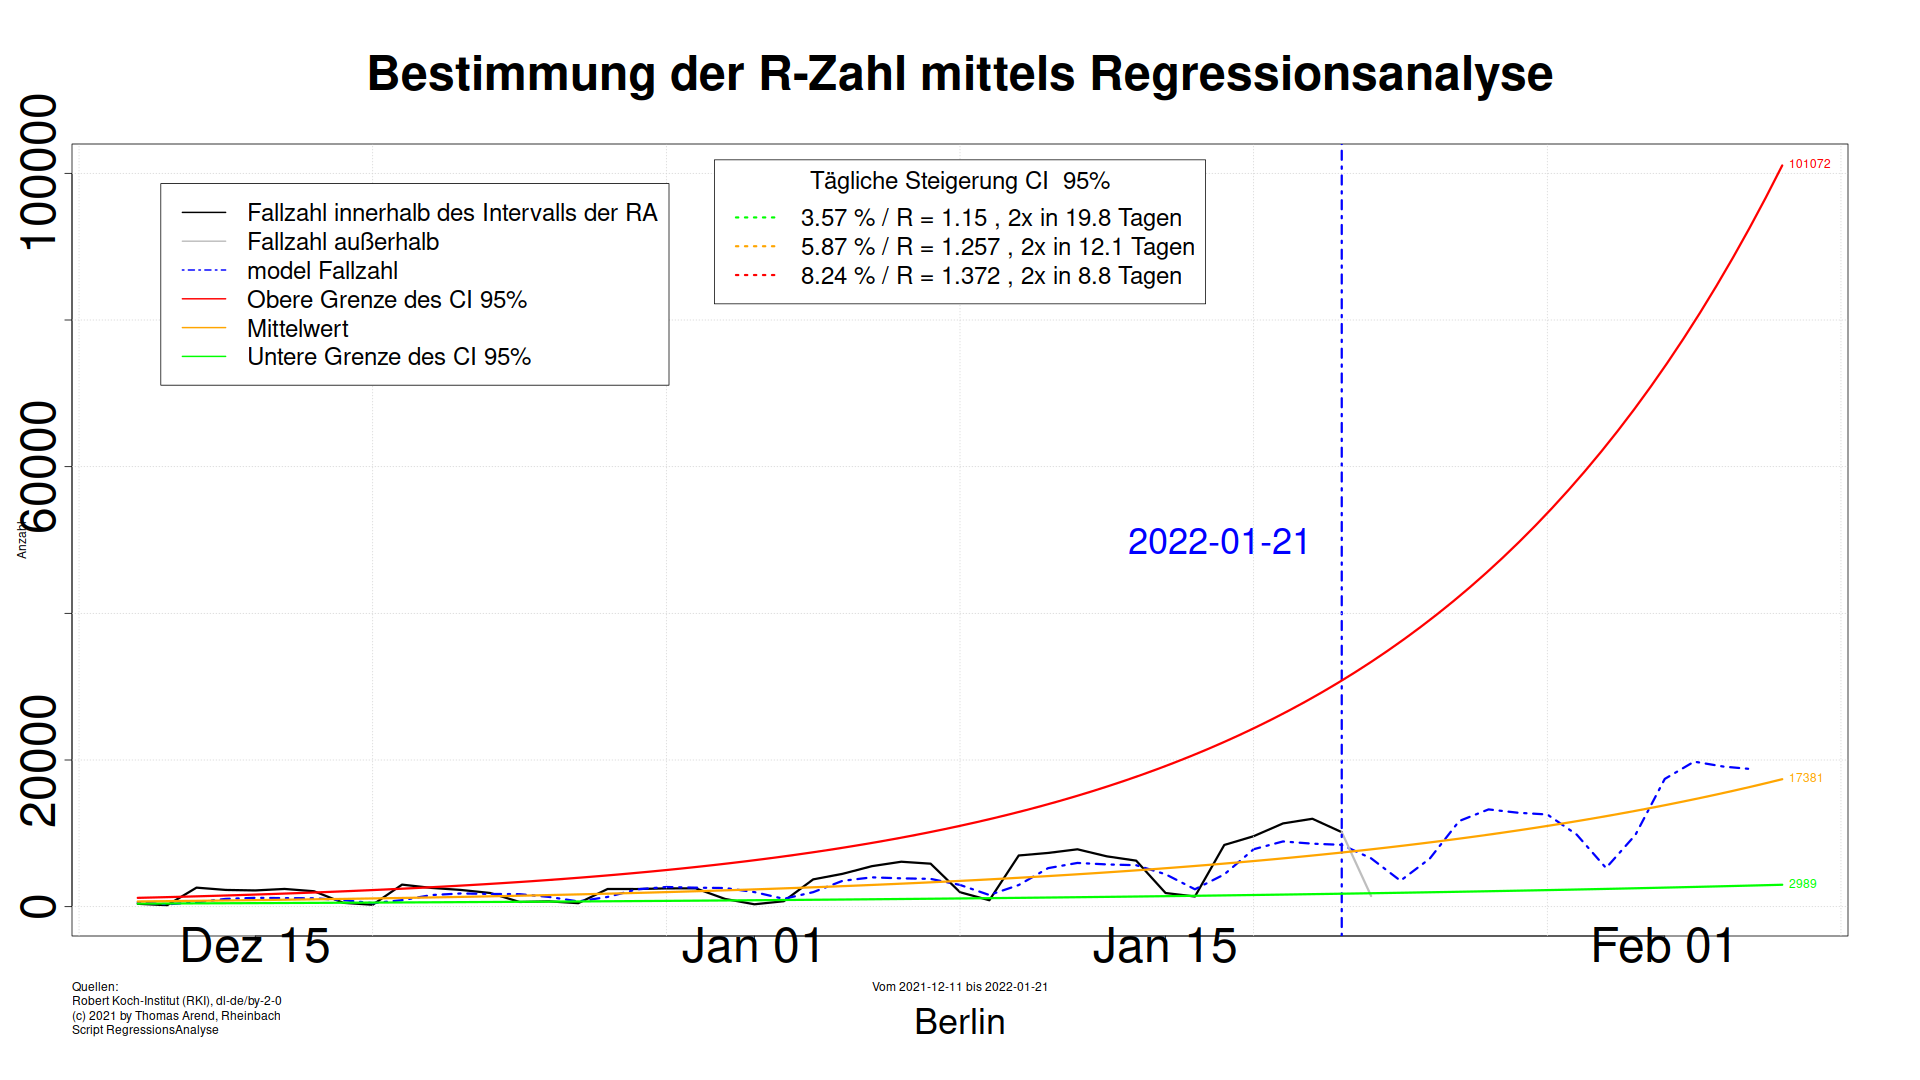 Bestimmung der R-Zahl mittels Regressionsanalyse
100000
60000
20000
0
Anzahl
Fallzahl innerhalb des Intervalls der RA
Fallzahl außerhalb
model Fallzahl
Obere Grenze des CI 95%
Mittelwert
Untere Grenze des CI 95%
Tägliche Steigerung CI 95%
3.57 % / R = 1.15 , 2x in 19.8 Tagen
5.87 % / R = 1.257 , 2x in 12.1 Tagen
8.24 % / R = 1.372 , 2x in 8.8 Tagen
101072
2022-01-21
17381
2989
Dez 15
Jan 01
Jan 15
Feb 01
Quellen:
Robert Koch-Institut (RKI), dl-de/by-2-0
(c) 2021 by Thomas Arend, Rheinbach
Script RegressionsAnalyse
Vom 2021-12-11 bis 2022-01-21
Berlin